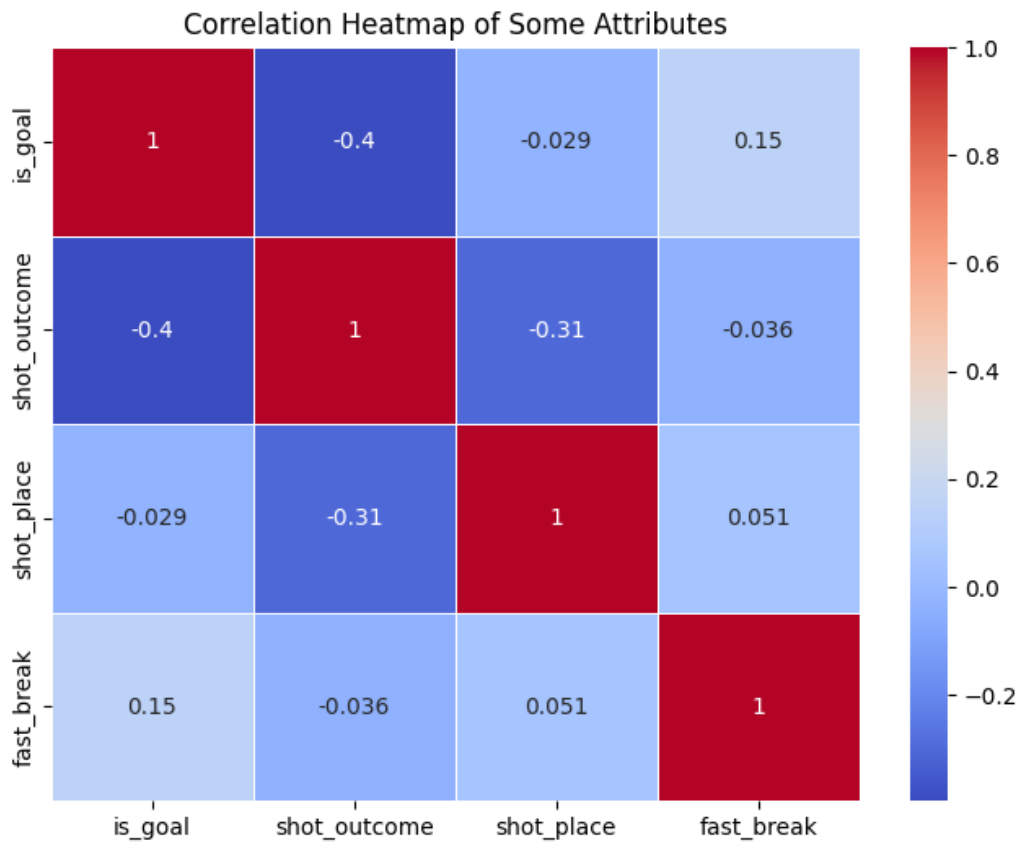 Correlation Heatmap of Some Attributes
is_goal 1 -0.4 -0.029 0.15
shot_outcome -0.4 1 -0.31 -0.036
shot_place -0.029 -0.31 1 0.051
fast_break 0.15 -0.036 0.051 1
is_goal shot_outcome shot_place fast_break
1.0
0.8
0.6
0.4
0.2
0.0
−0.2